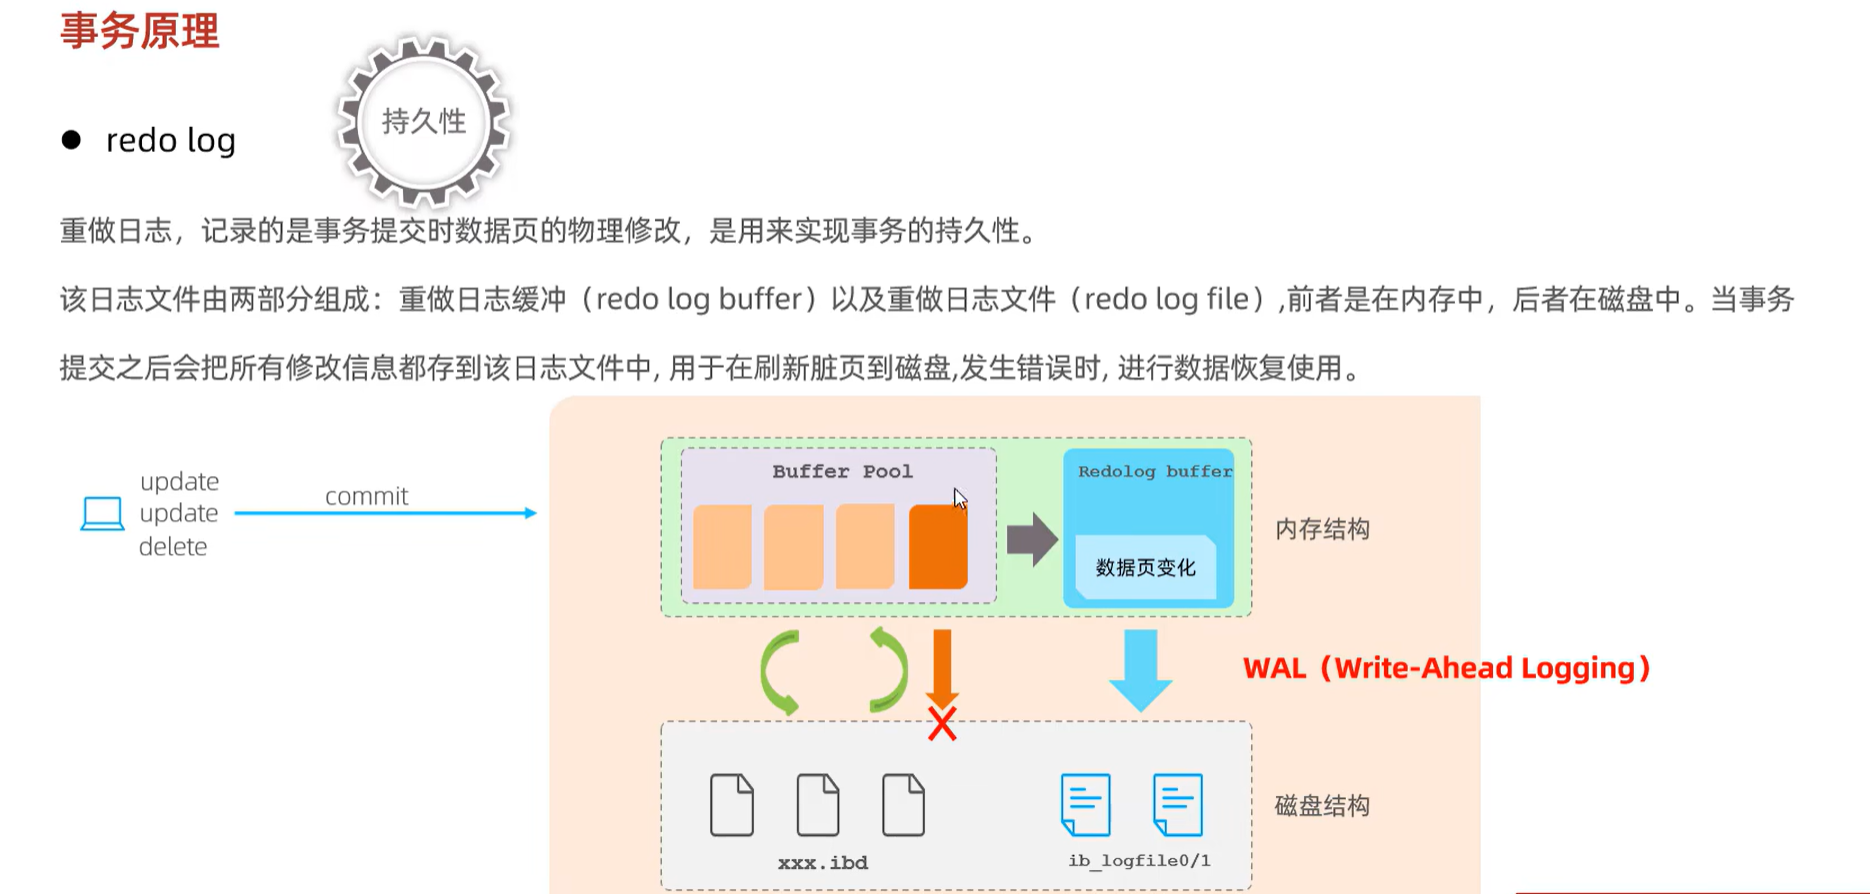 事务原理
持久性
redo log
重做日志，记录的是事务提交时数据页的物理修改，是用来实现事务的持久性。
该日志文件由两部分组成：重做日志缓冲（redo log buffer）以及重做日志文件（redo log file）,前者是在内存中，后者在磁盘中。当事务
提交之后会把所有修改信息都存到该日志文件中, 用于在刷新脏页到磁盘,发生错误时, 进行数据恢复使用。
update
update
delete
commit
Buffer Pool
Redolog buffer
数据页变化
内存结构
WAL（Write-Ahead Logging）
xxx.ibd
ib_logfile0/1
磁盘结构